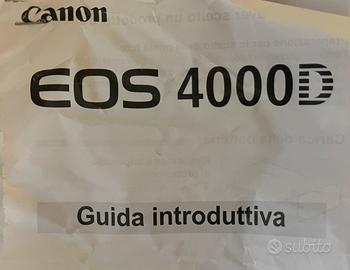 Canon
EOS 4000D
Guida introduttiva
subito